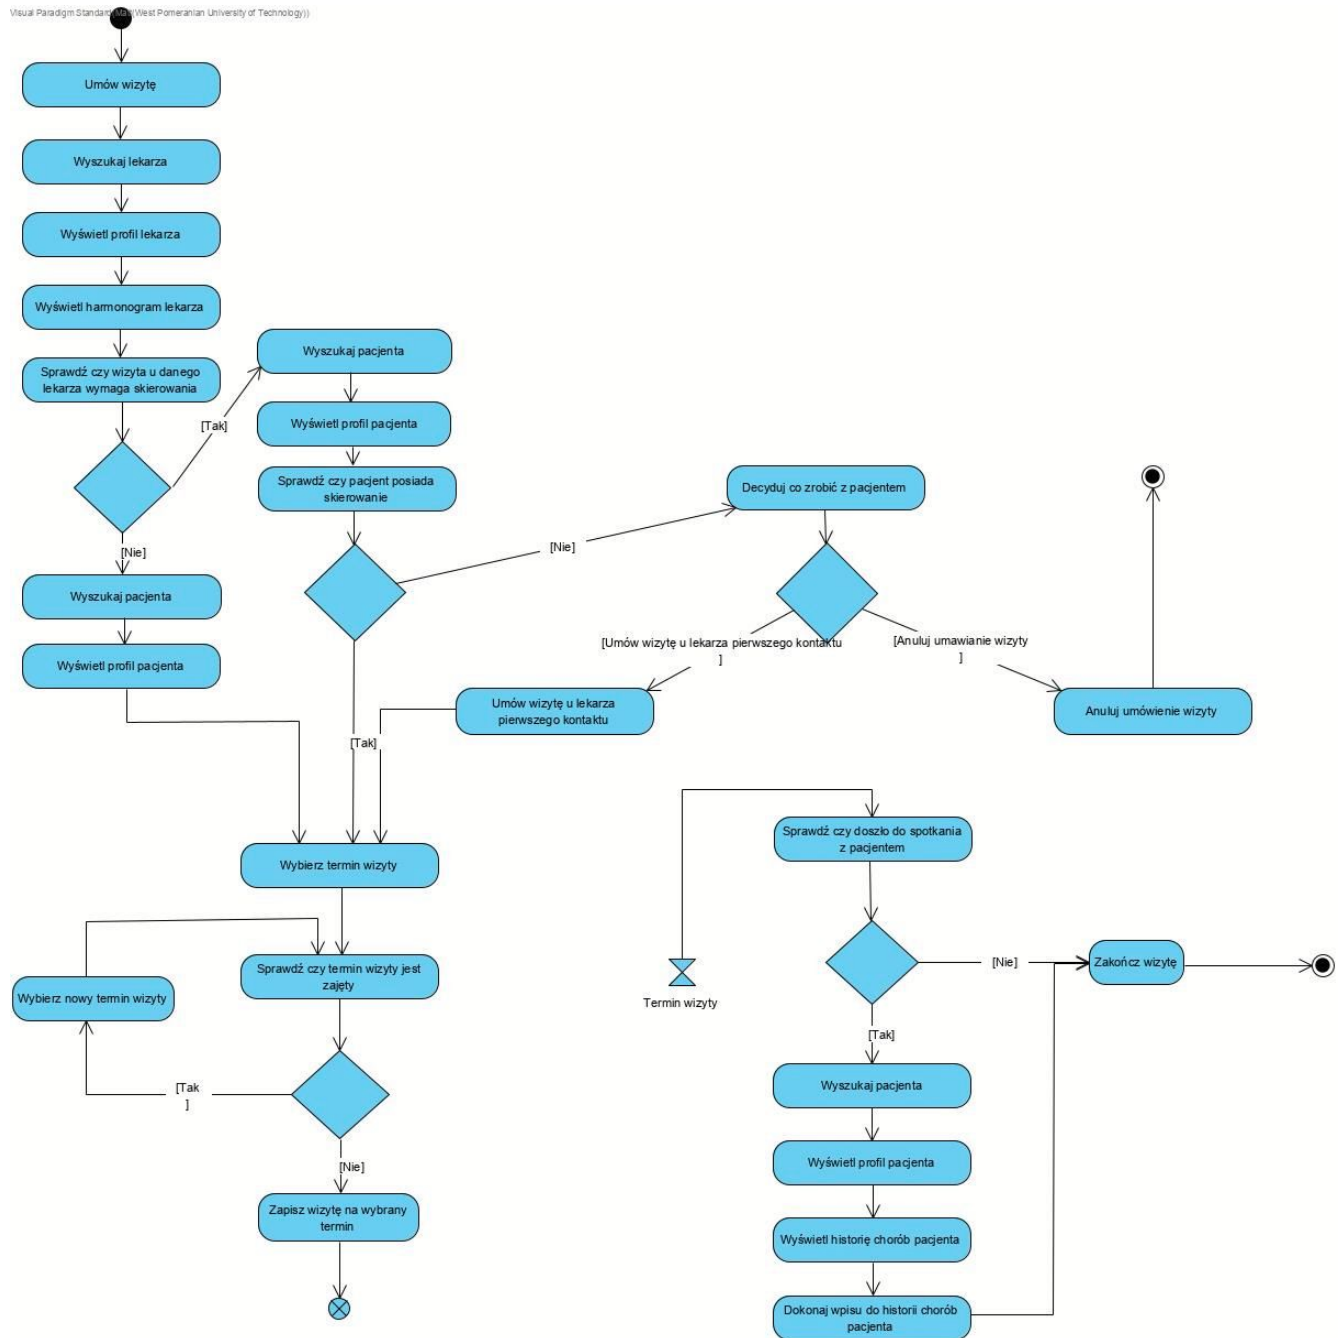 Visual Paradigm Standard(Ma West Pomeranian University of Technology))
Umów wizytę
Wyszukaj lekarza
Wyświetl profil lekarza
Wyświetl harmonogram lekarza
Sprawdź czy wizyta u danego
lekarza wymaga skierowania
[Tak]
[Nie]
Wyszukaj pacjenta
Wyświetl profil pacjenta
Wyszukaj pacjenta
Wyświetl profil pacjenta
Sprawdź czy pacjent posiada
skierowanie
[Nie]
[Tak]
Decyduj co zrobić z pacjentem
[Umów wizytę u lekarza pierwszego kontaktu
]
[Anuluj umawianie wizyty
]
Umów wizytę u lekarza
pierwszego kontaktu
Anuluj umówienie wizyty
Wybierz termin wizyty
Sprawdź czy termin wizyty jest
zajęty
Wybierz nowy termin wizyty
[Tak
]
[Nie]
Zapisz wizytę na wybrany
termin
Termin wizyty
Sprawdź czy doszło do spotkania
z pacjentem
[Nie]
Zakończ wizytę
[Tak]
Wyszukaj pacjenta
Wyświetl profil pacjenta
Wyświetl historię chorób pacjenta
Dokonaj wpisu do historii chorób
pacjenta